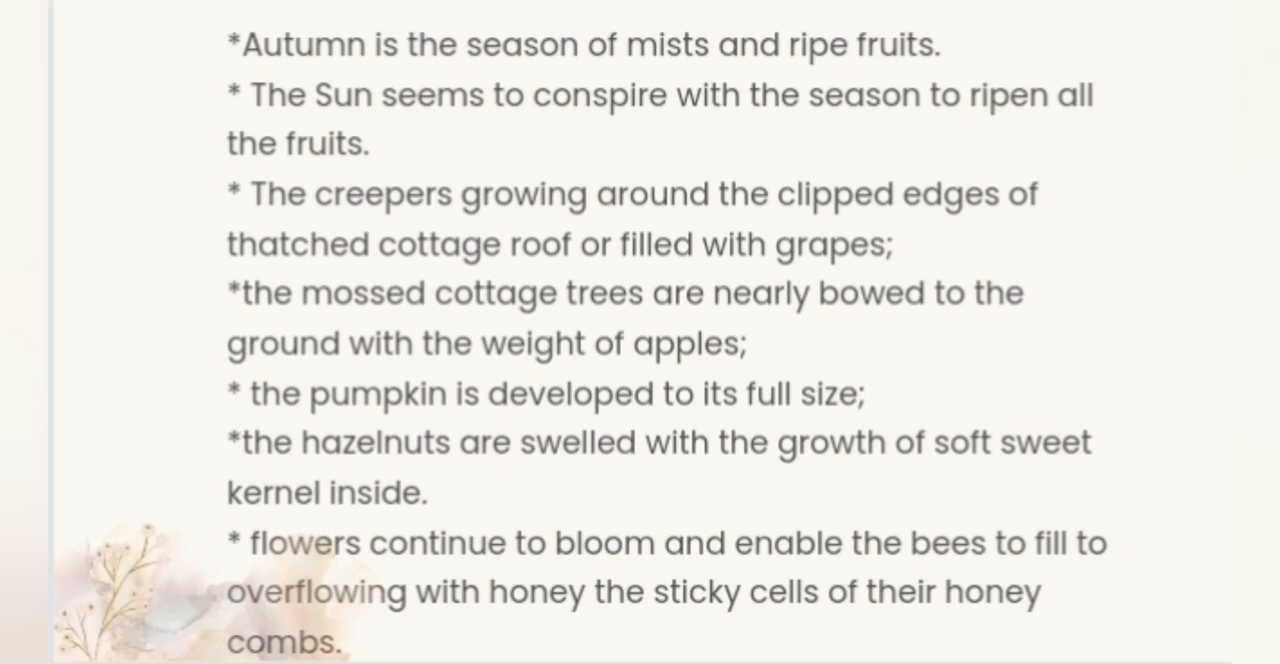 *Autumn is the season of mists and ripe fruits.
* The Sun seems to conspire with the season to ripen all
the fruits.
* The creepers growing around the clipped edges of
thatched cottage roof or filled with grapes;
*the mossed cottage trees are nearly bowed to the
ground with the weight of apples;
* the pumpkin is developed to its full size;
*the hazelnuts are swelled with the growth of soft sweet
kernel inside.
* flowers continue to bloom and enable the bees to fill to
overflowing with honey the sticky cells of their honey
combs.